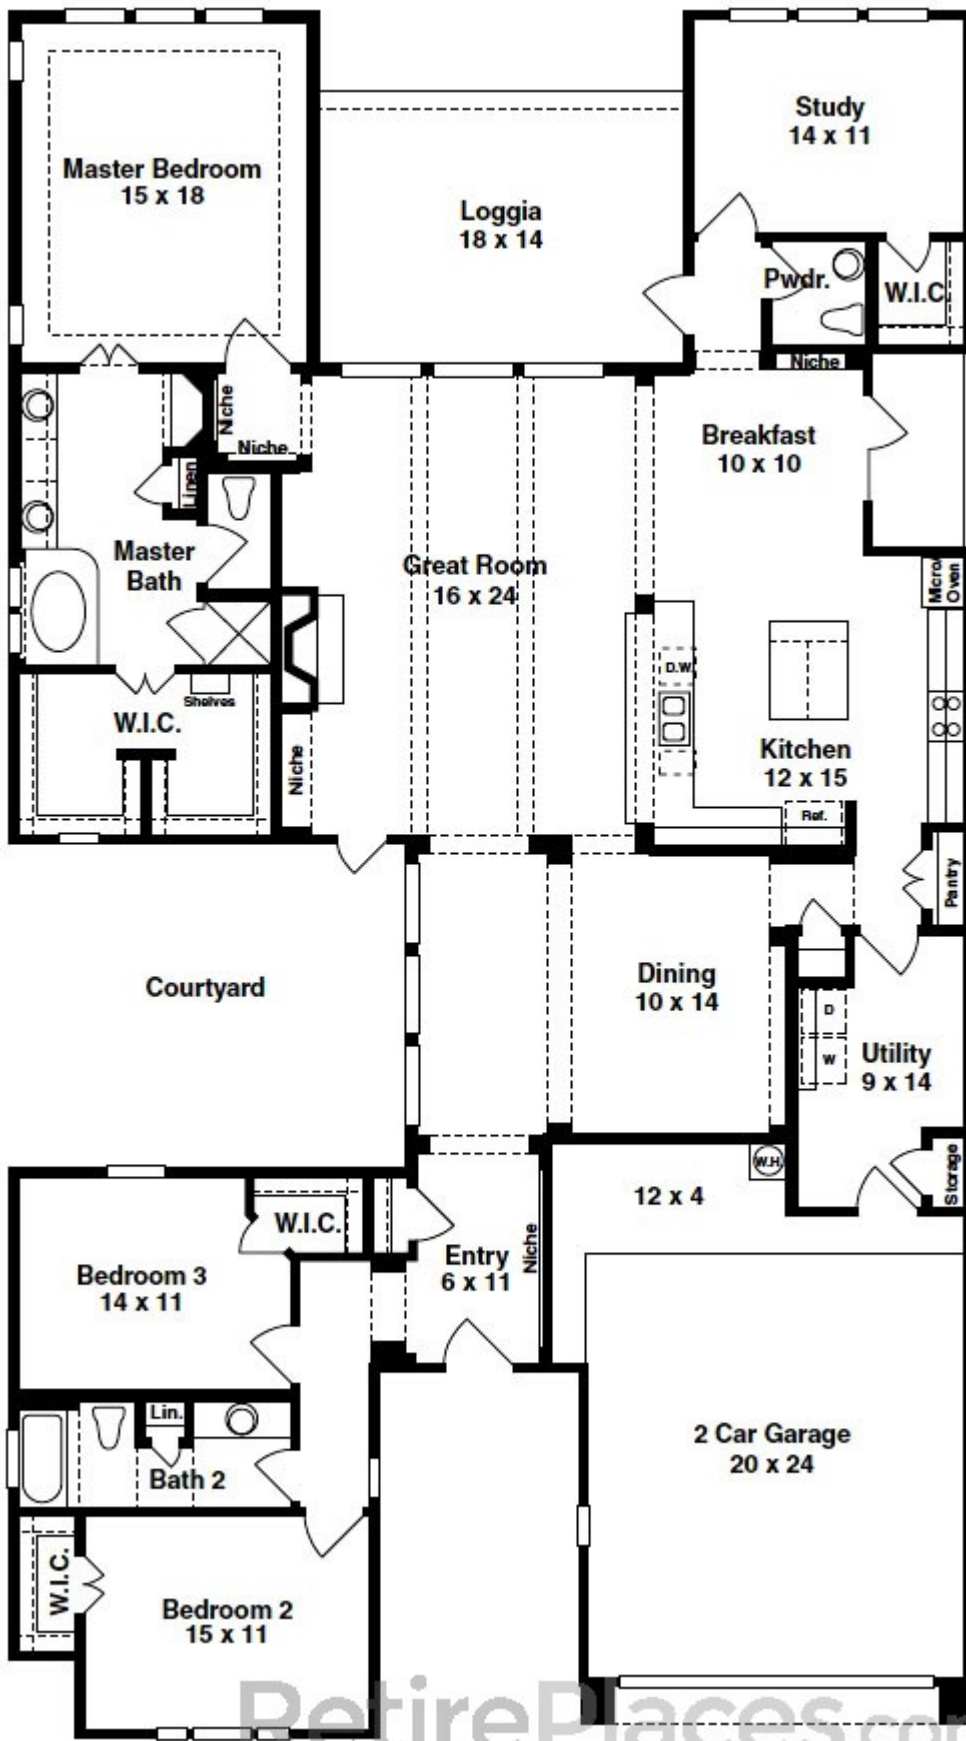 Master Bedroom
15 x 18
Study
14 x 11
Loggia
18 x 14
Pwdr.
W.I.C.
Niche
Niche
Niche
Breakfast
10 x 10
Linen
Master
Bath
Great Room
16 x 24
Micro/
Oven
D.W.
Shelves
W.I.C.
Niche
Kitchen
12 x 15
Ref.
Pantry
Courtyard
Dining
10 x 14
D
W
Utility
9 x 14
W.H.
Storage
12 x 4
W.I.C.
Entry
6 x 11
Niche
Bedroom 3
14 x 11
Lin.
Bath 2
2 Car Garage
20 x 24
W.I.C.
Bedroom 2
15 x 11
RetirePlaces.com